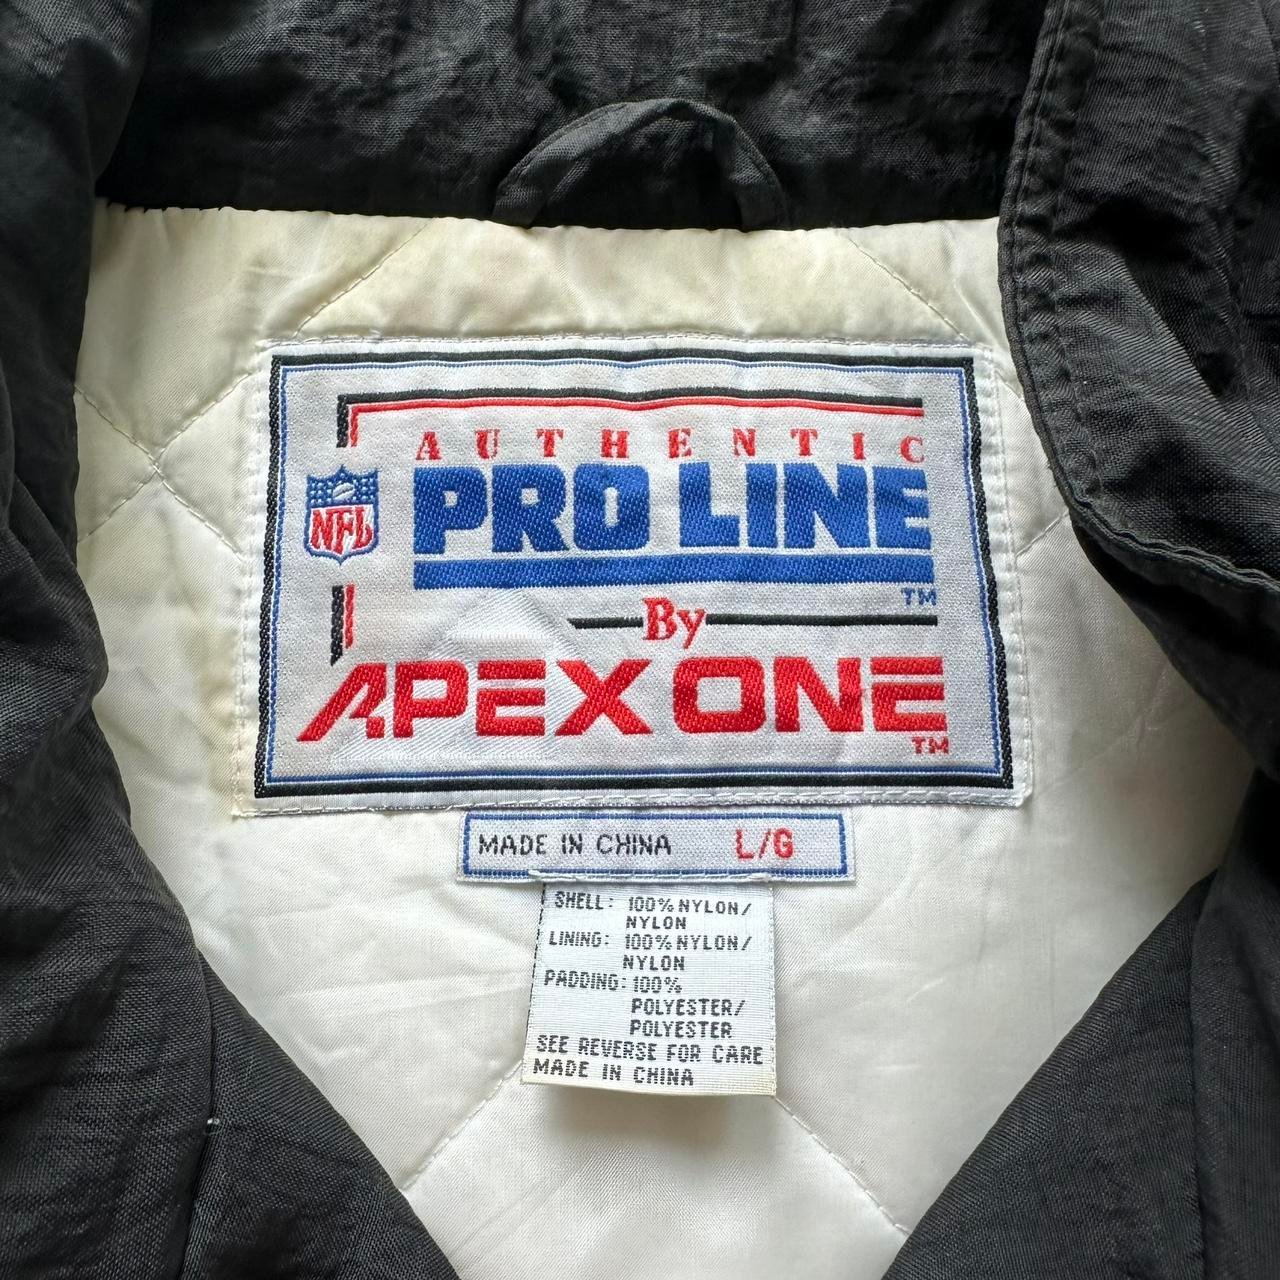 AUTHENTIC
PRO LINE
TM
NFL
By
APEX ONE
TM
MADE IN CHINA L/G
SHELL: 100% NYLON/
NYLON
LINING: 100% NYLON/
NYLON
PADDING: 100%
POLYESTER/
POLYESTER
SEE REVERSE FOR CARE
MADE IN CHINA